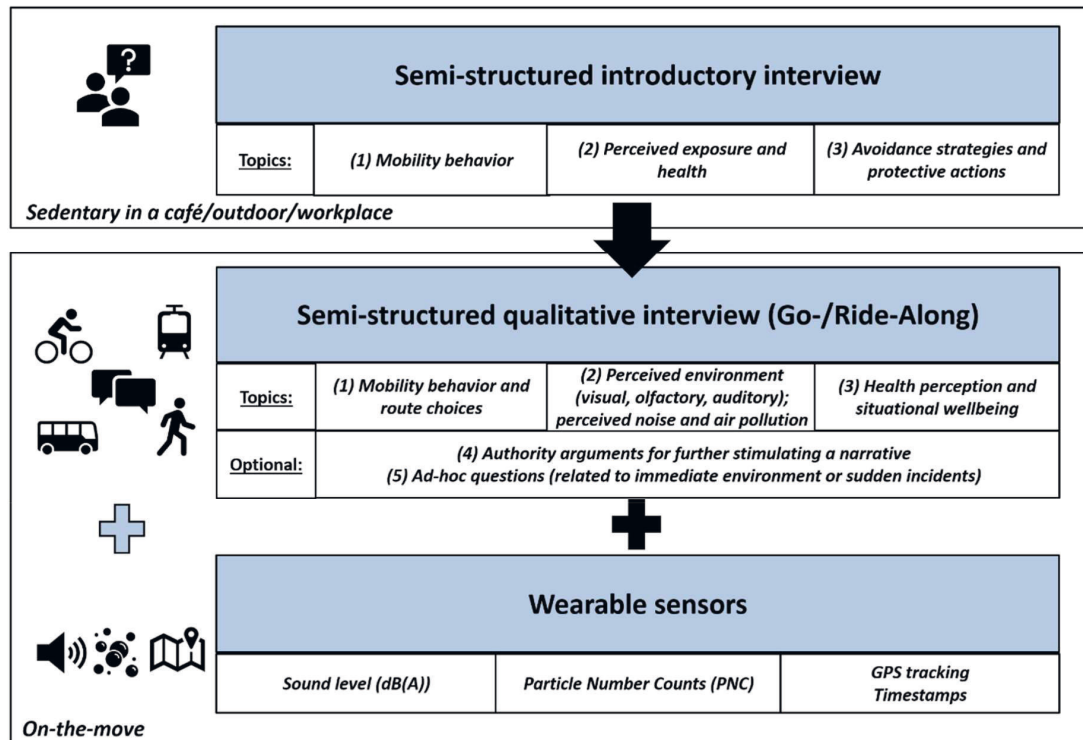 ?
Semi-structured introductory interview
Topics:
(1) Mobility behavior
(2) Perceived exposure and
health
(3) Avoidance strategies and
protective actions
Sedentary in a café/outdoor/workplace
Semi-structured qualitative interview (Go-/Ride-Along)
Topics:
(1) Mobility behavior and
route choices
(2) Perceived environment
(visual, olfactory, auditory);
perceived noise and air pollution
(3) Health perception and
situational wellbeing
Optional:
(4) Authority arguments for further stimulating a narrative
(5) Ad-hoc questions (related to immediate environment or sudden incidents)
Wearable sensors
Sound level (dB(A))
Particle Number Counts (PNC)
GPS tracking
Timestamps
On-the-move